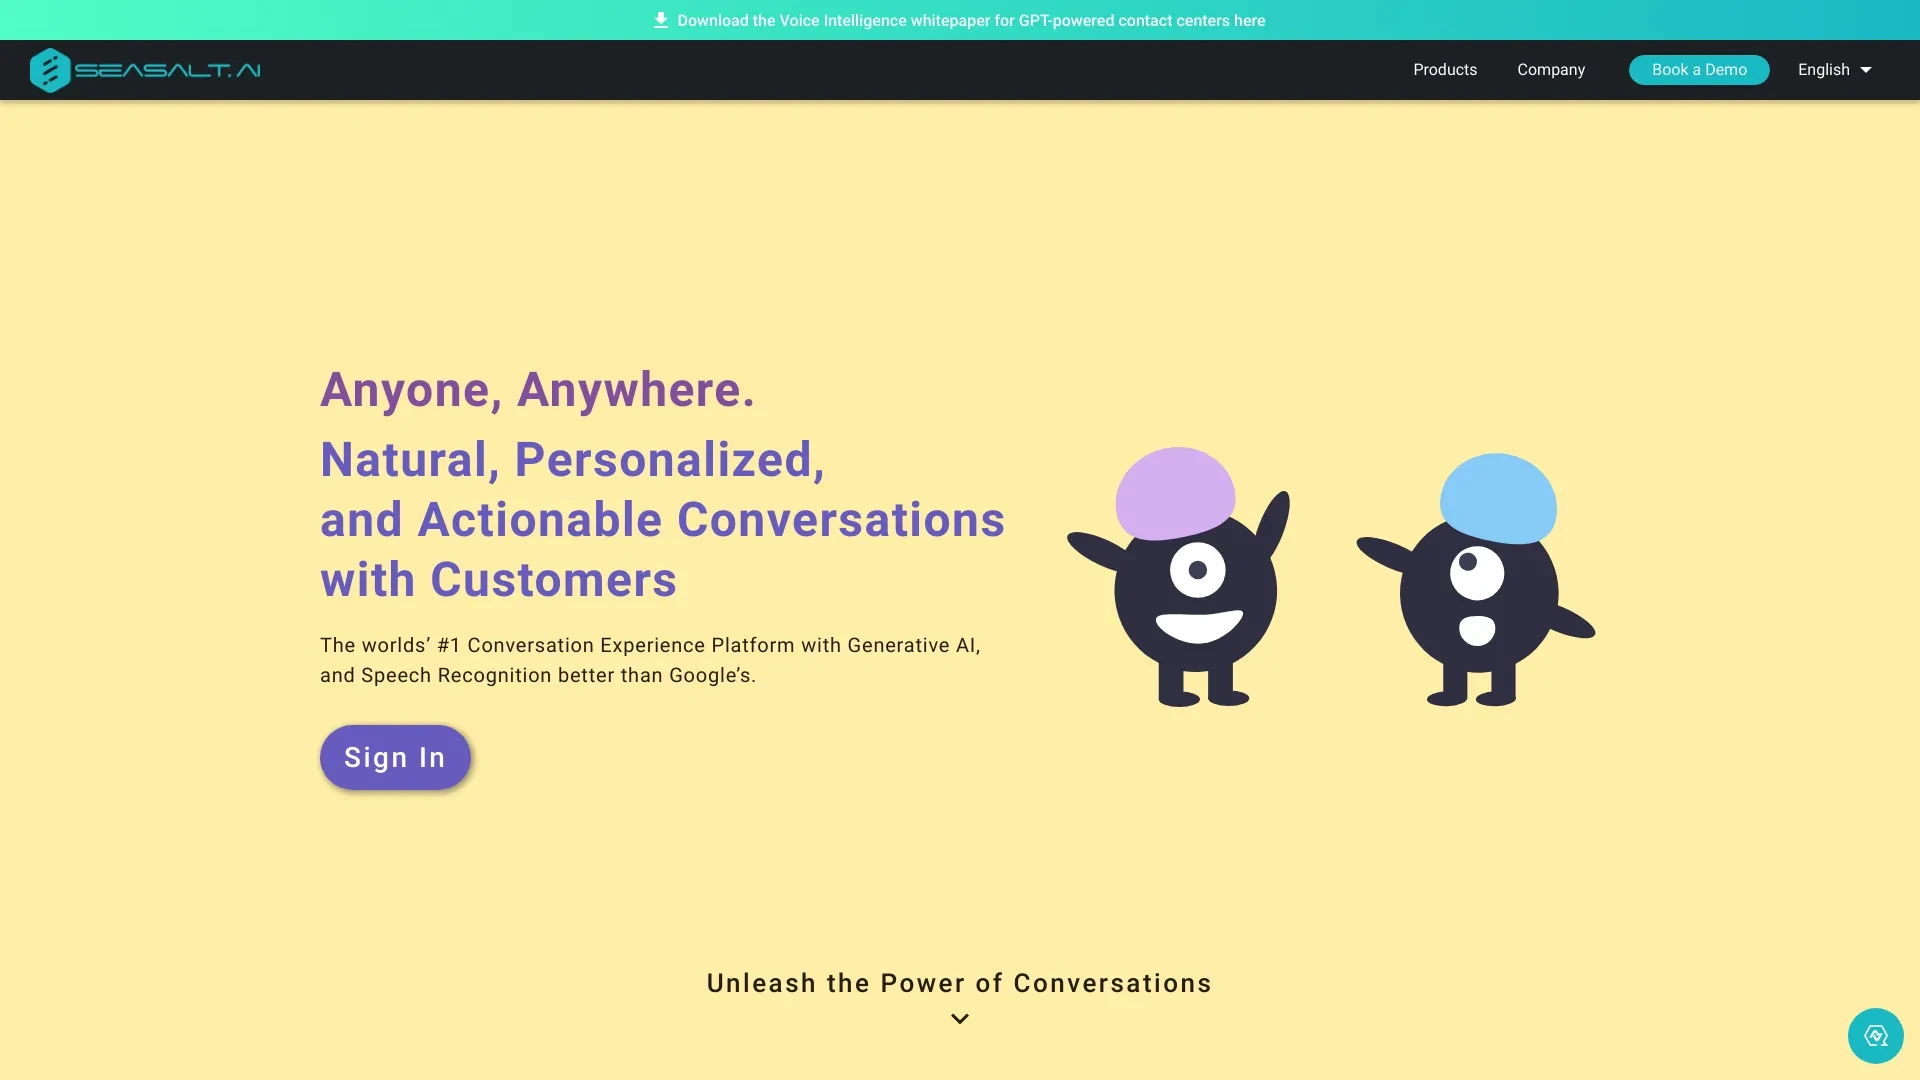 Download the Voice Intelligence whitepaper for GPT-powered contact centers here
SEASALT.AI
Products
Company
Book a Demo
English
Anyone, Anywhere.
Natural, Personalized,
and Actionable Conversations
with Customers
The worlds’ #1 Conversation Experience Platform with Generative AI,
and Speech Recognition better than Google’s.
Sign In
Unleash the Power of Conversations